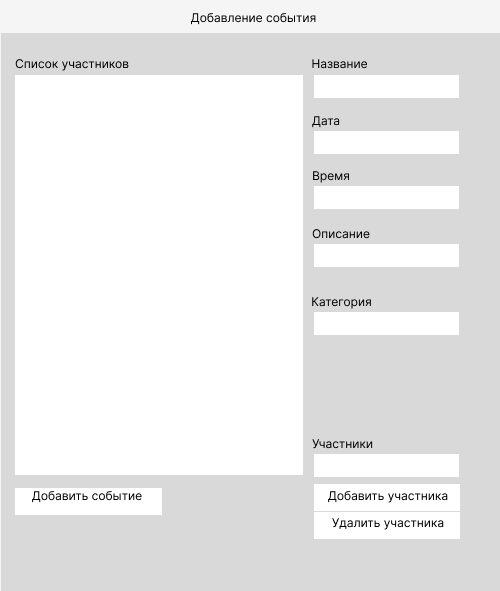 Добавление события
Список участников
Название
Дата
Время
Описание
Категория
Участники
Добавить событие
Добавить участника
Удалить участника